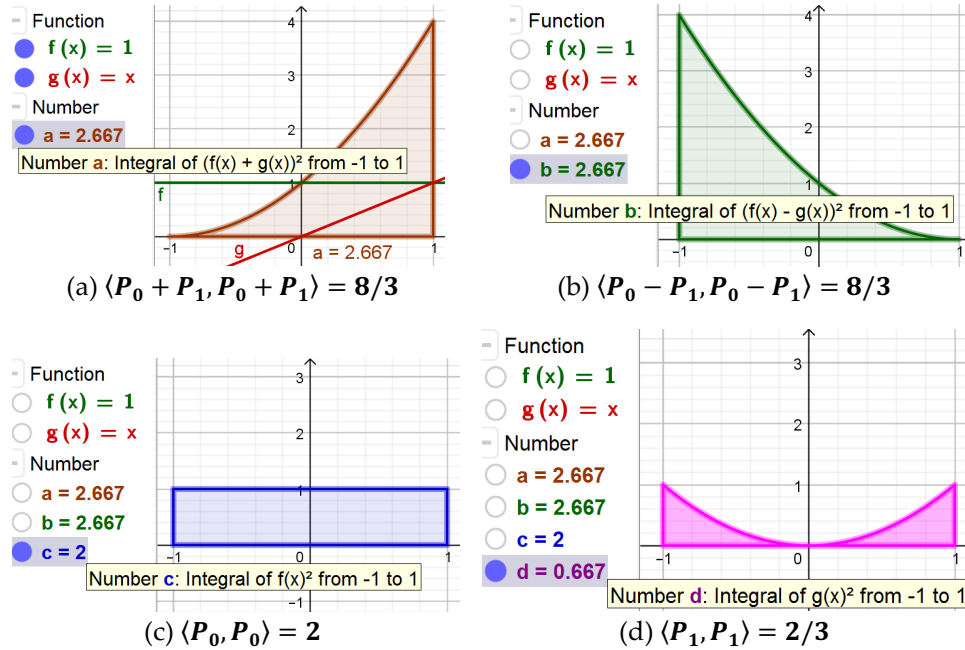 Function
f (x) = 1
g (x) = x
Number
a = 2.667
Number a: Integral of (f(x) + g(x))² from -1 to 1
4
3
2
1
f
g
a = 2.667
-1
0
1
(a) ⟨P₀ + P₁, P₀ + P₁⟩ = 8/3
Function
f (x) = 1
g (x) = x
Number
a = 2.667
b = 2.667
Number b: Integral of (f(x) - g(x))² from -1 to 1
4
3
2
1
-1
0
1
(b) ⟨P₀ − P₁, P₀ − P₁⟩ = 8/3
Function
f (x) = 1
g (x) = x
Number
a = 2.667
b = 2.667
c = 2
Number c: Integral of f(x)² from -1 to 1
3
2
1
-1
0
1
-1
(c) ⟨P₀, P₀⟩ = 2
Function
f (x) = 1
g (x) = x
Number
a = 2.667
b = 2.667
c = 2
d = 0.667
Number d: Integral of g(x)² from -1 to 1
3
2
1
-1
0
1
(d) ⟨P₁, P₁⟩ = 2/3